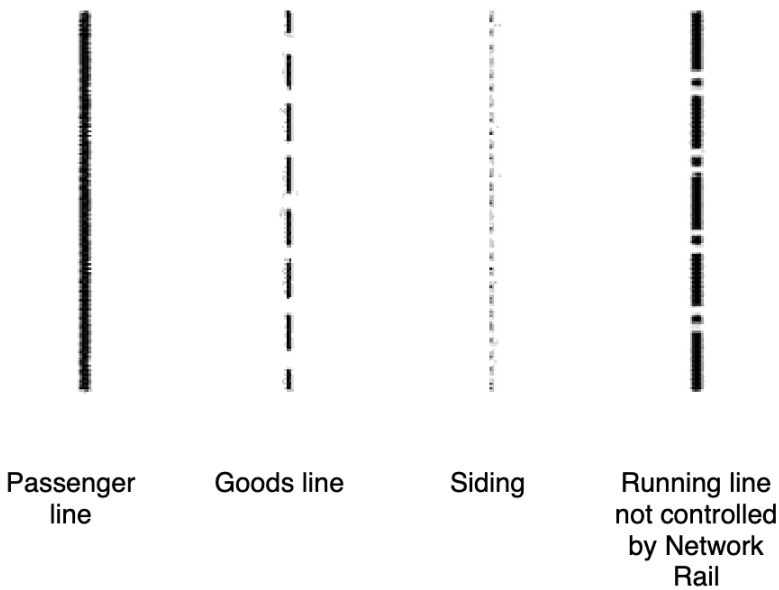 Passenger
line
Goods line
Siding
Running line
not controlled
by Network
Rail